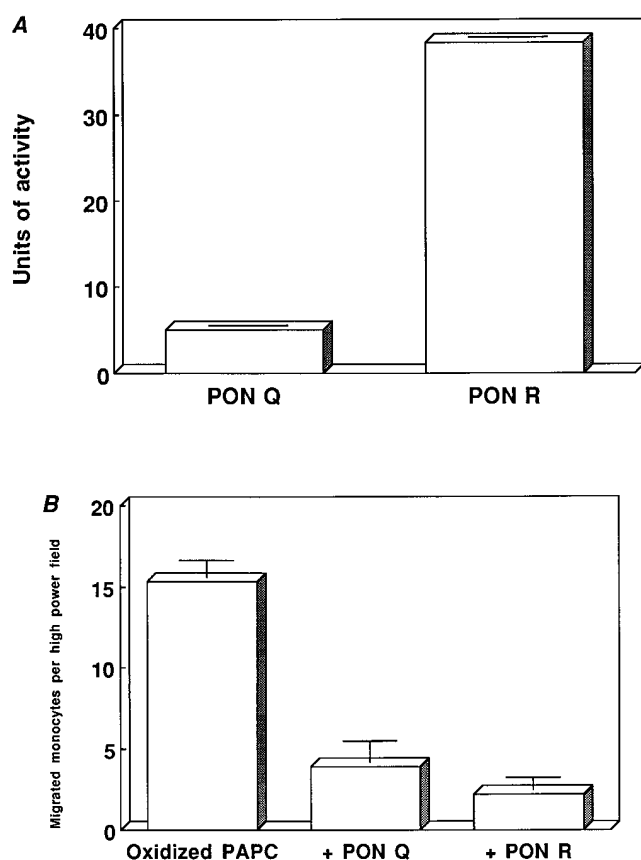 A
Units of activity
40
30
20
10
0
PON Q
PON R
B
Migrated monocytes per high power field
20
15
10
5
0
Oxidized PAPC
+ PON Q
+ PON R